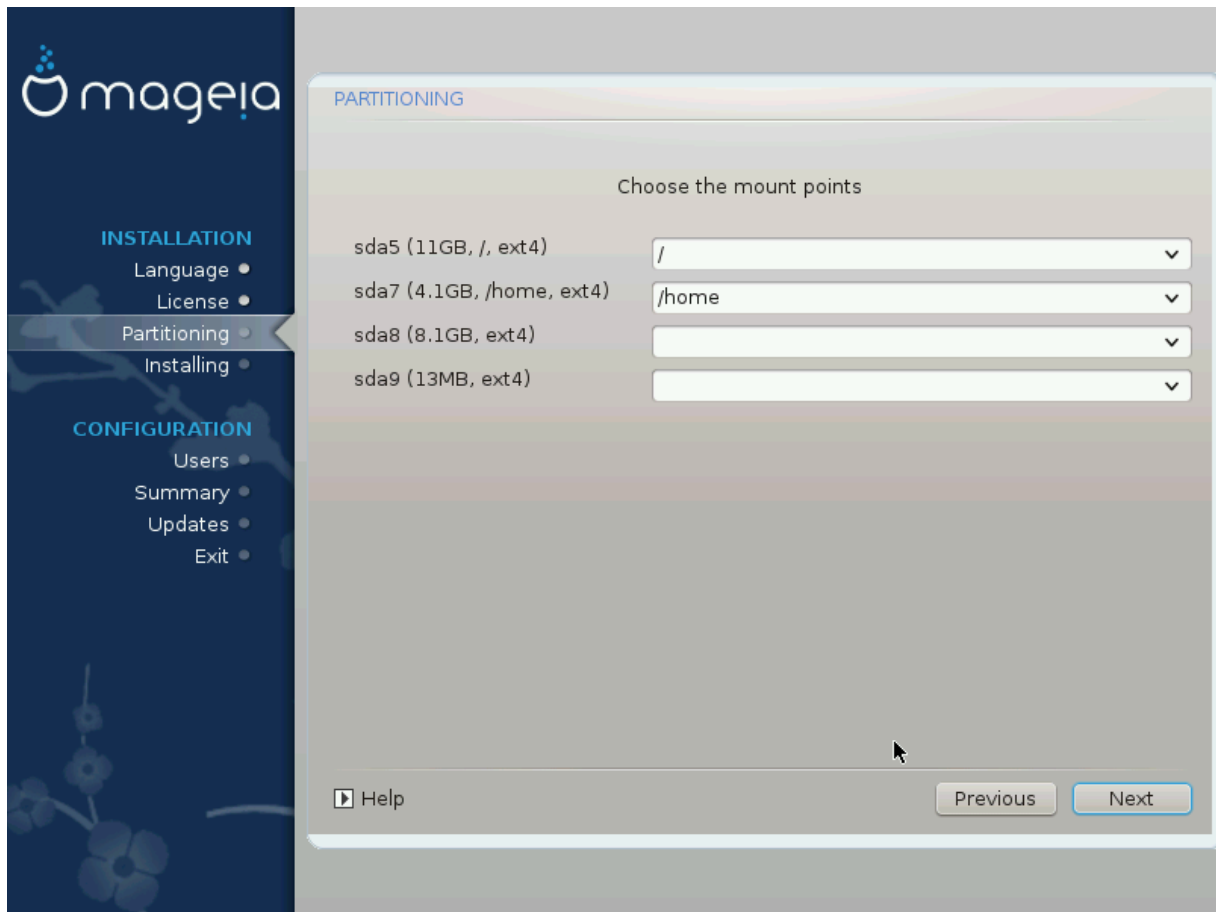 mageia
INSTALLATION
Language
License
Partitioning
Installing
CONFIGURATION
Users
Summary
Updates
Exit
PARTITIONING
Choose the mount points
sda5 (11GB, /, ext4) /
sda7 (4.1GB, /home, ext4) /home
sda8 (8.1GB, ext4)
sda9 (13MB, ext4)
Help Previous Next